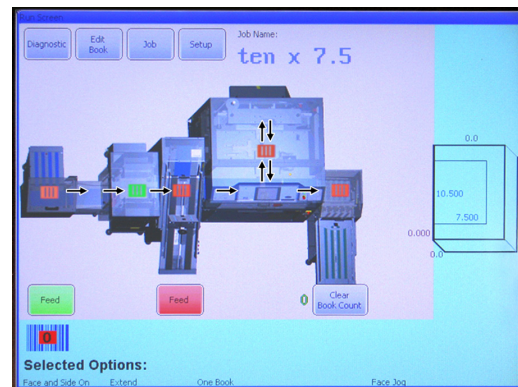 Run Screen
Diagnostic
Edit
Book
Job
Setup
Job Name:
ten x 7.5
0.0
10.500
7.500
0.000
0.0
Feed
Feed
0
Clear
Book Count
0
Selected Options:
Face and Side On
Extend
One Book
Face Jog